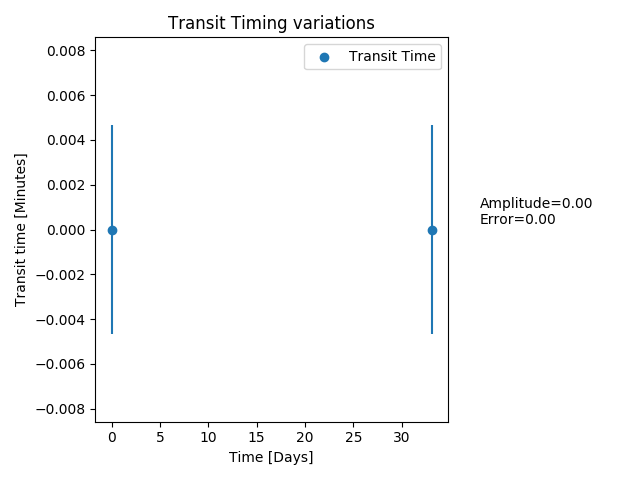 Transit Timing variations
Transit Time
0.008
0.006
0.004
0.002
0.000
−0.002
−0.004
−0.006
−0.008
Transit time [Minutes]
Amplitude=0.00
Error=0.00
0 5 10 15 20 25 30
Time [Days]